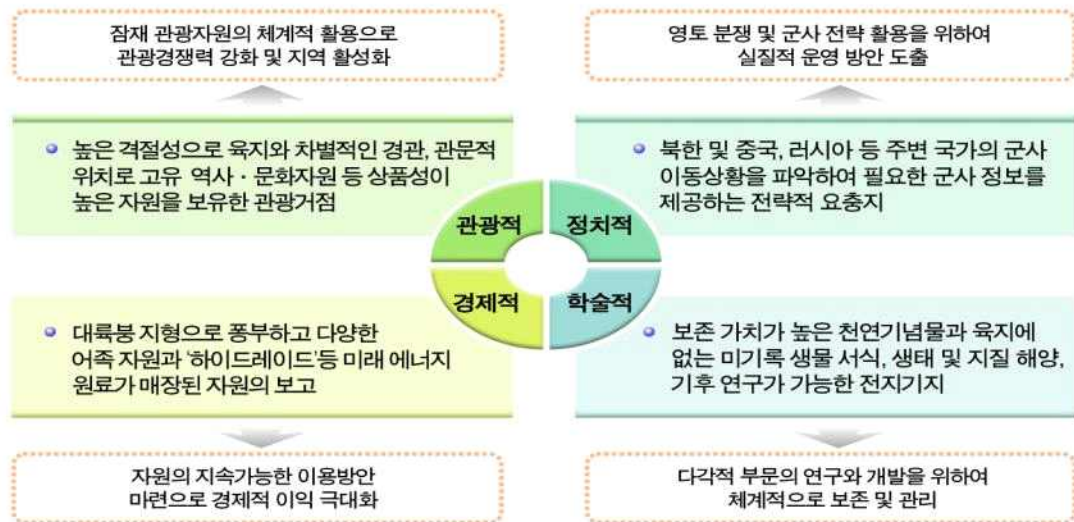 잠재 관광자원의 체계적 활용으로
관광경쟁력 강화 및 지역 활성화
영토 분쟁 및 군사 전략 활용을 위하여
실질적 운영 방안 도출
높은 격절성으로 육지와 차별적인 경관, 관문적
위치로 고유 역사 · 문화자원 등 상품성이
높은 자원을 보유한 관광거점
북한 및 중국, 러시아 등 주변 국가의 군사
이동상황을 파악하여 필요한 군사 정보를
제공하는 전략적 요충지
관광적
정치적
경제적
학술적
대륙붕 지형으로 퐁부하고 다양한
어족 자원과 '하이드레이드'등 미래 에너지
원료가 매장된 자원의 보고
보존 가치가 높은 천연기념물과 육지에
없는 미기록 생물 서식, 생태 및 지질 해양,
기후 연구가 가능한 전지기지
자원의 지속가능한 이용방안
마련으로 경제적 이익 극대화
다각적 부문의 연구와 개발을 위하여
체계적으로 보존 및 관리